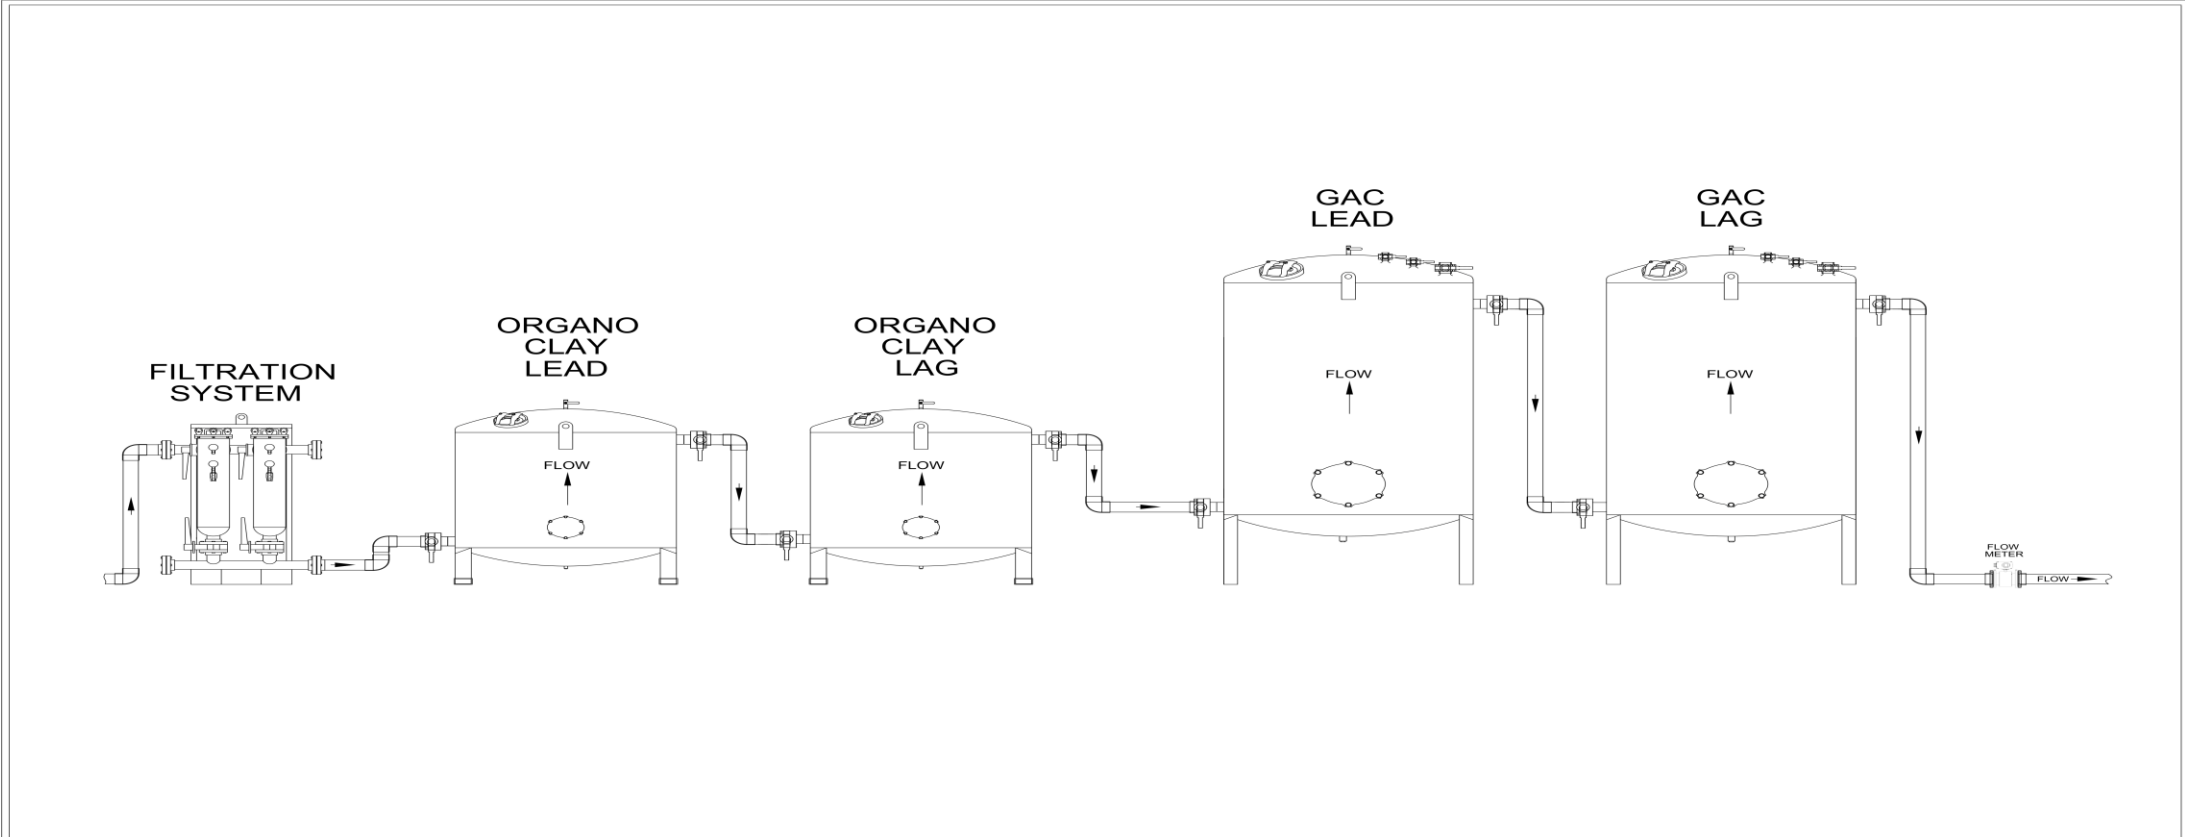 FILTRATION
SYSTEM
ORGANO
CLAY
LEAD
FLOW
ORGANO
CLAY
LAG
FLOW
GAC
LEAD
FLOW
GAC
LAG
FLOW
FLOW
METER
FLOW